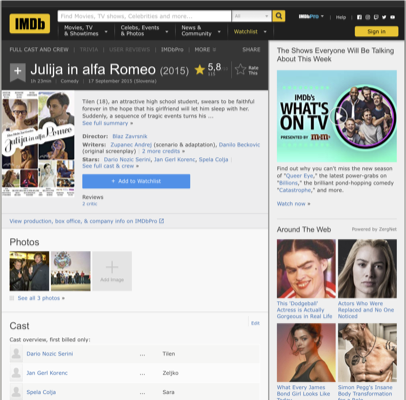 IMDb
Find Movies, TV shows, Celebrities and more...
All
IMDbPro
Help
Movies, TV & Showtimes
Celebs, Events & Photos
News & Community
Watchlist
Sign in
FULL CAST AND CREW | TRIVIA | USER REVIEWS | IMDbPro | MORE
SHARE
Julija in alfa Romeo (2015)
5,8
Rate This
1h 23min
Comedy
17 September 2015 (Slovenia)
Julija in alfa Romeo
Tilen (18), an attractive high school student, swears to be faithful
forever in the hope that his girlfriend will let him sleep with her.
Suddenly, a sequence of tragic events turns his ...
See full summary »
Director: Blaz Zavrsnik
Writers: Zupanec Andrej (scenario & adaptation), Danilo Beckovic
(original screenplay) | 2 more credits »
Stars: Dario Nozic Serini, Jan Gerl Korenc, Spela Colja |
See full cast & crew »
+ Add to Watchlist
Reviews
2 critic
View production, box office, & company info on IMDbPro
Photos
Add Image
See all 3 photos »
Cast
Edit
Cast overview, first billed only:
Dario Nozic Serini ... Tilen
Jan Gerl Korenc ... Zeljko
Spela Colja ... Sara
The Shows Everyone Will Be Talking
About This Week
IMDb's
WHAT'S
ON TV
PRESENTED BY
Find out why you can't miss the new season
of "Queer Eye," the latest power-grabs on
"Billions," the brilliant pond-hopping comedy
"Catastrophe," and more.
Watch now »
Around The Web
Powered by ZergNet
This 'Dodgeball'
Actress is Actually
Gorgeous in Real Life
Actors Who Were
Replaced and No One
Noticed
What Every James
Bond Girl Looks Like
Simon Pegg's Insane
Body Transformation